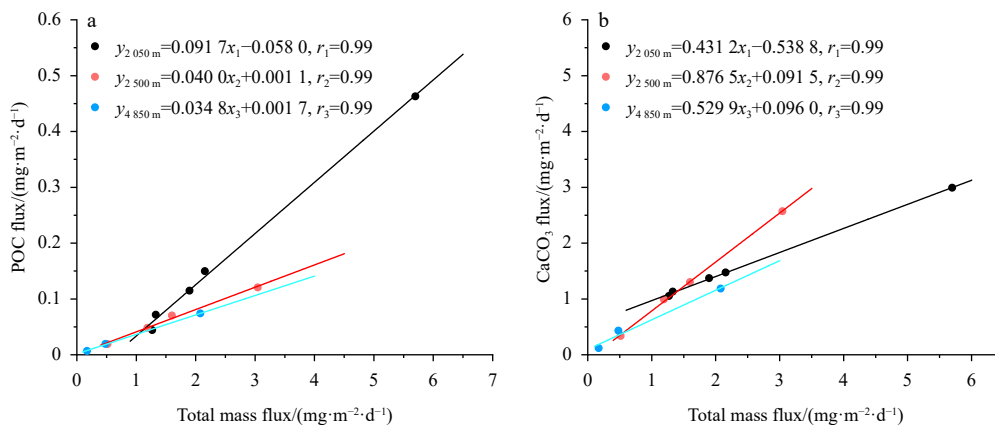 a
y2 050 m=0.091 7x1−0.058 0, r1=0.99
y2 500 m=0.040 0x2+0.001 1, r2=0.99
y4 850 m=0.034 8x3+0.001 7, r3=0.99
0.6
0.5
0.4
0.3
0.2
0.1
0
POC flux/(mg·m−2·d−1)
0 1 2 3 4 5 6 7
Total mass flux/(mg·m−2·d−1)
b
y2 050 m=0.431 2x1−0.538 8, r1=0.99
y2 500 m=0.876 5x2+0.091 5, r2=0.99
y4 850 m=0.529 9x3+0.096 0, r3=0.99
6
5
4
3
2
1
0
CaCO3 flux/(mg·m−2·d−1)
0 1 2 3 4 5 6
Total mass flux/(mg·m−2·d−1)